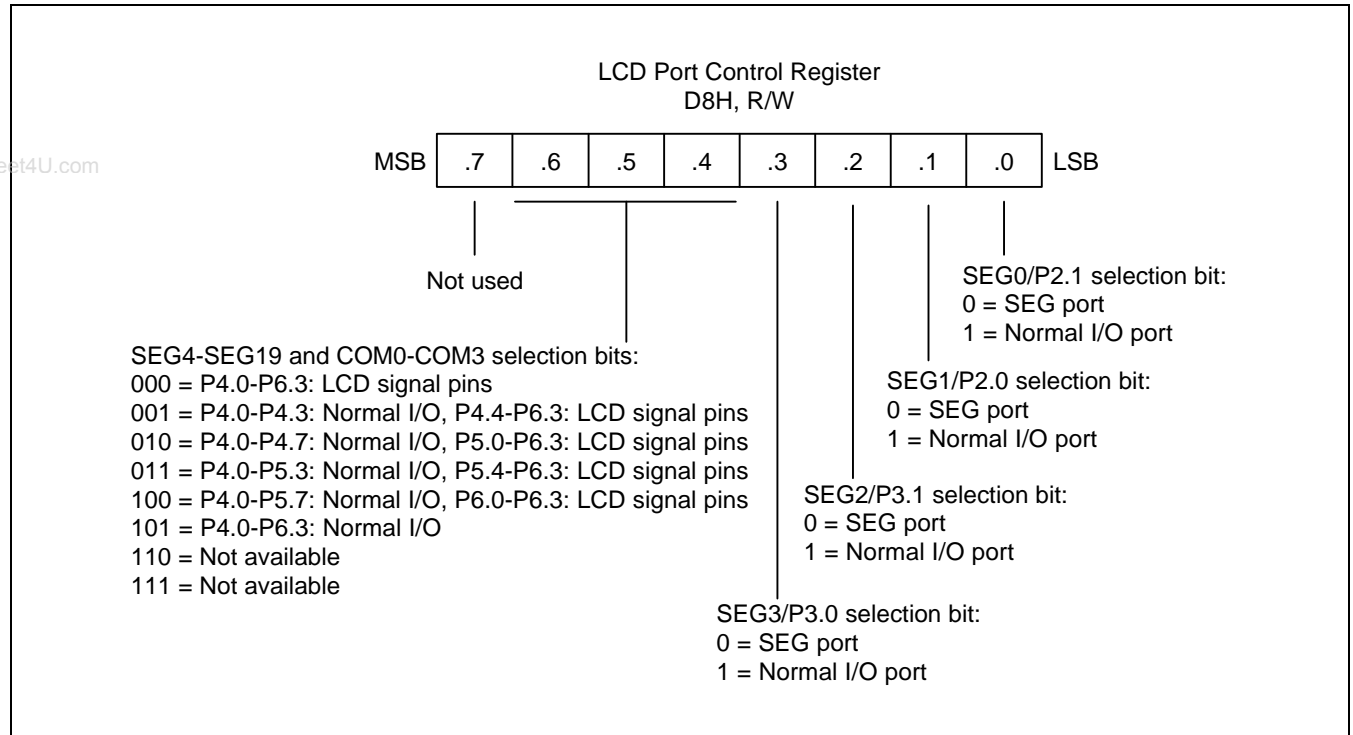 LCD Port Control Register
D8H, R/W
eet4U.com
MSB .7 .6 .5 .4 .3 .2 .1 .0 LSB
Not used
SEG4-SEG19 and COM0-COM3 selection bits:
000 = P4.0-P6.3: LCD signal pins
001 = P4.0-P4.3: Normal I/O, P4.4-P6.3: LCD signal pins
010 = P4.0-P4.7: Normal I/O, P5.0-P6.3: LCD signal pins
011 = P4.0-P5.3: Normal I/O, P5.4-P6.3: LCD signal pins
100 = P4.0-P5.7: Normal I/O, P6.0-P6.3: LCD signal pins
101 = P4.0-P6.3: Normal I/O
110 = Not available
111 = Not available
SEG0/P2.1 selection bit:
0 = SEG port
1 = Normal I/O port
SEG1/P2.0 selection bit:
0 = SEG port
1 = Normal I/O port
SEG2/P3.1 selection bit:
0 = SEG port
1 = Normal I/O port
SEG3/P3.0 selection bit:
0 = SEG port
1 = Normal I/O port